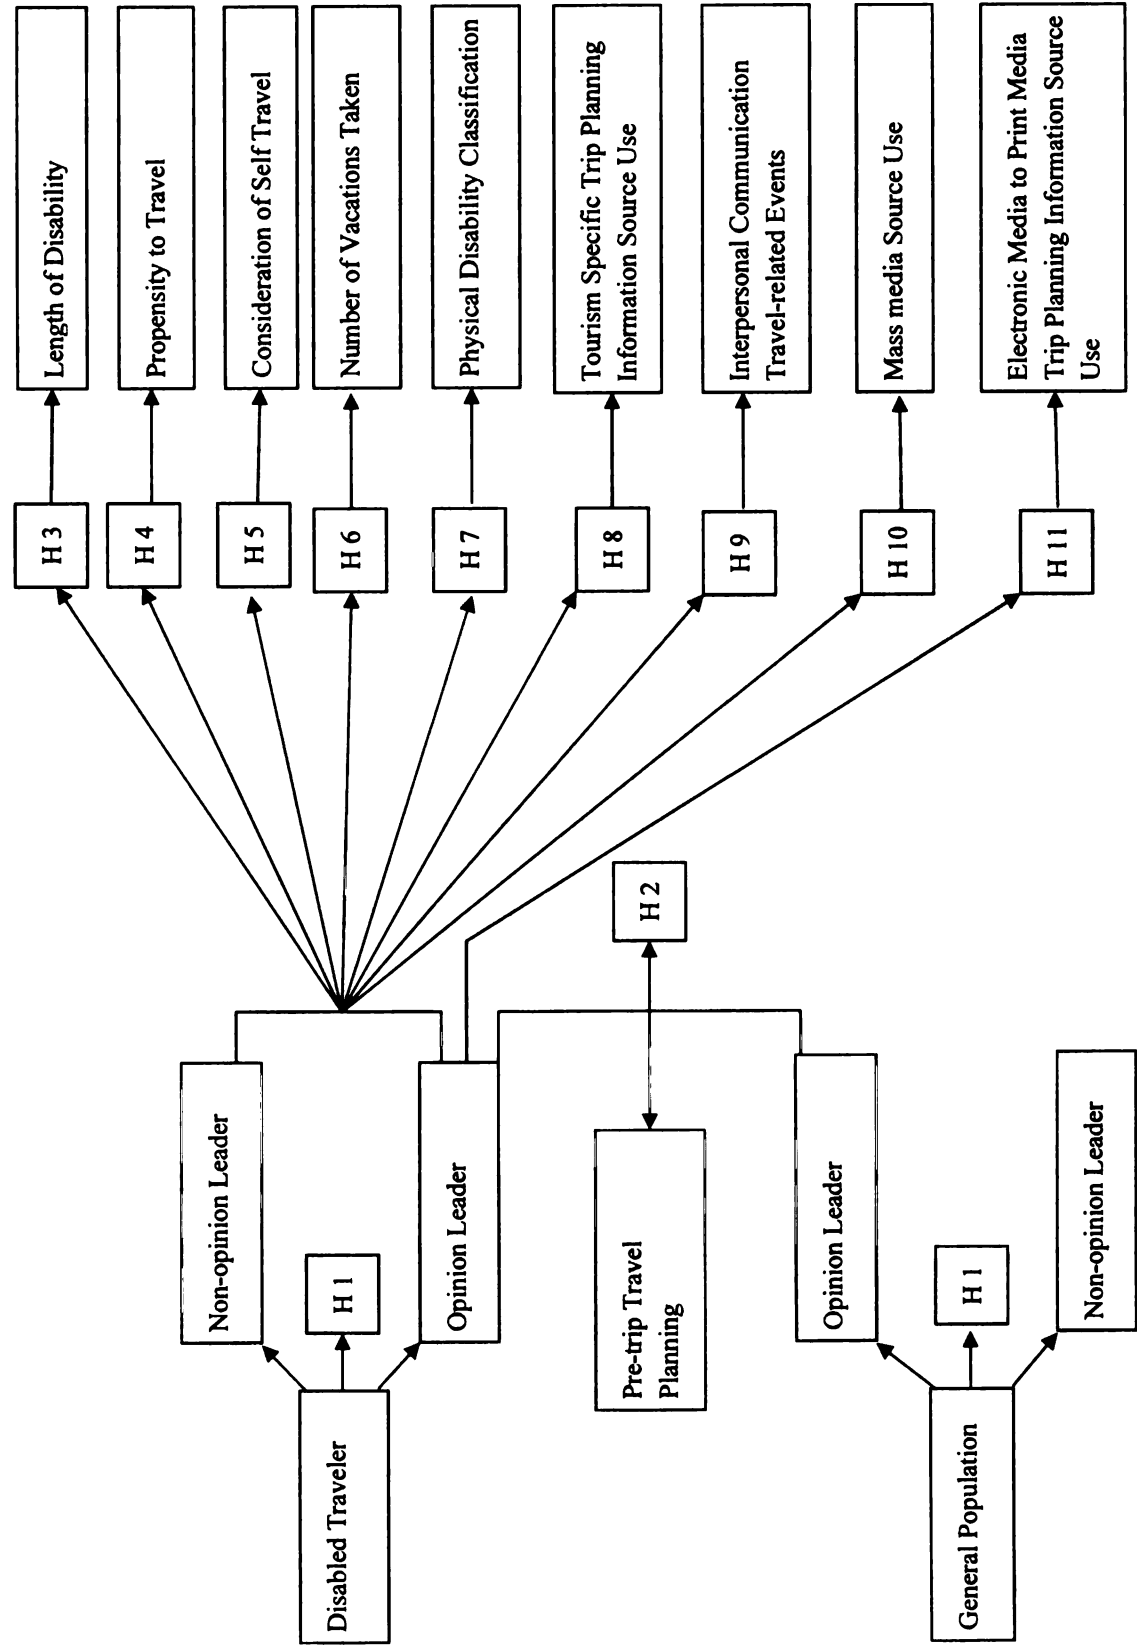 Disabled Traveler
General Population
Non-opinion Leader
H 1
Opinion Leader
Pre-trip Travel
Planning
Opinion Leader
H 1
Non-opinion Leader
H 2
H 3
H 4
H 5
H 6
H 7
H 8
H 9
H 10
H 11
Length of Disability
Propensity to Travel
Consideration of Self Travel
Number of Vacations Taken
Physical Disability Classification
Tourism Specific Trip Planning
Information Source Use
Interpersonal Communication
Travel-related Events
Mass media Source Use
Electronic Media to Print Media
Trip Planning Information Source
Use